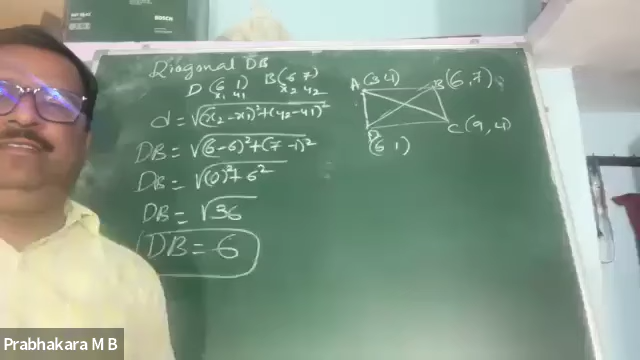 BOSCH
Diagonal DB
D (6 1) B(6 7)
x₁ y₁ x₂ y₂
d = √(x₂-x₁)²+(y₂-y₁)²
DB = √(6-6)²+(7-1)²
DB = √(0)²+6²
DB = √36
DB = 6
A (3 4)
B (6,7)
C (9,4)
D
(6 1)
Prabhakara M B